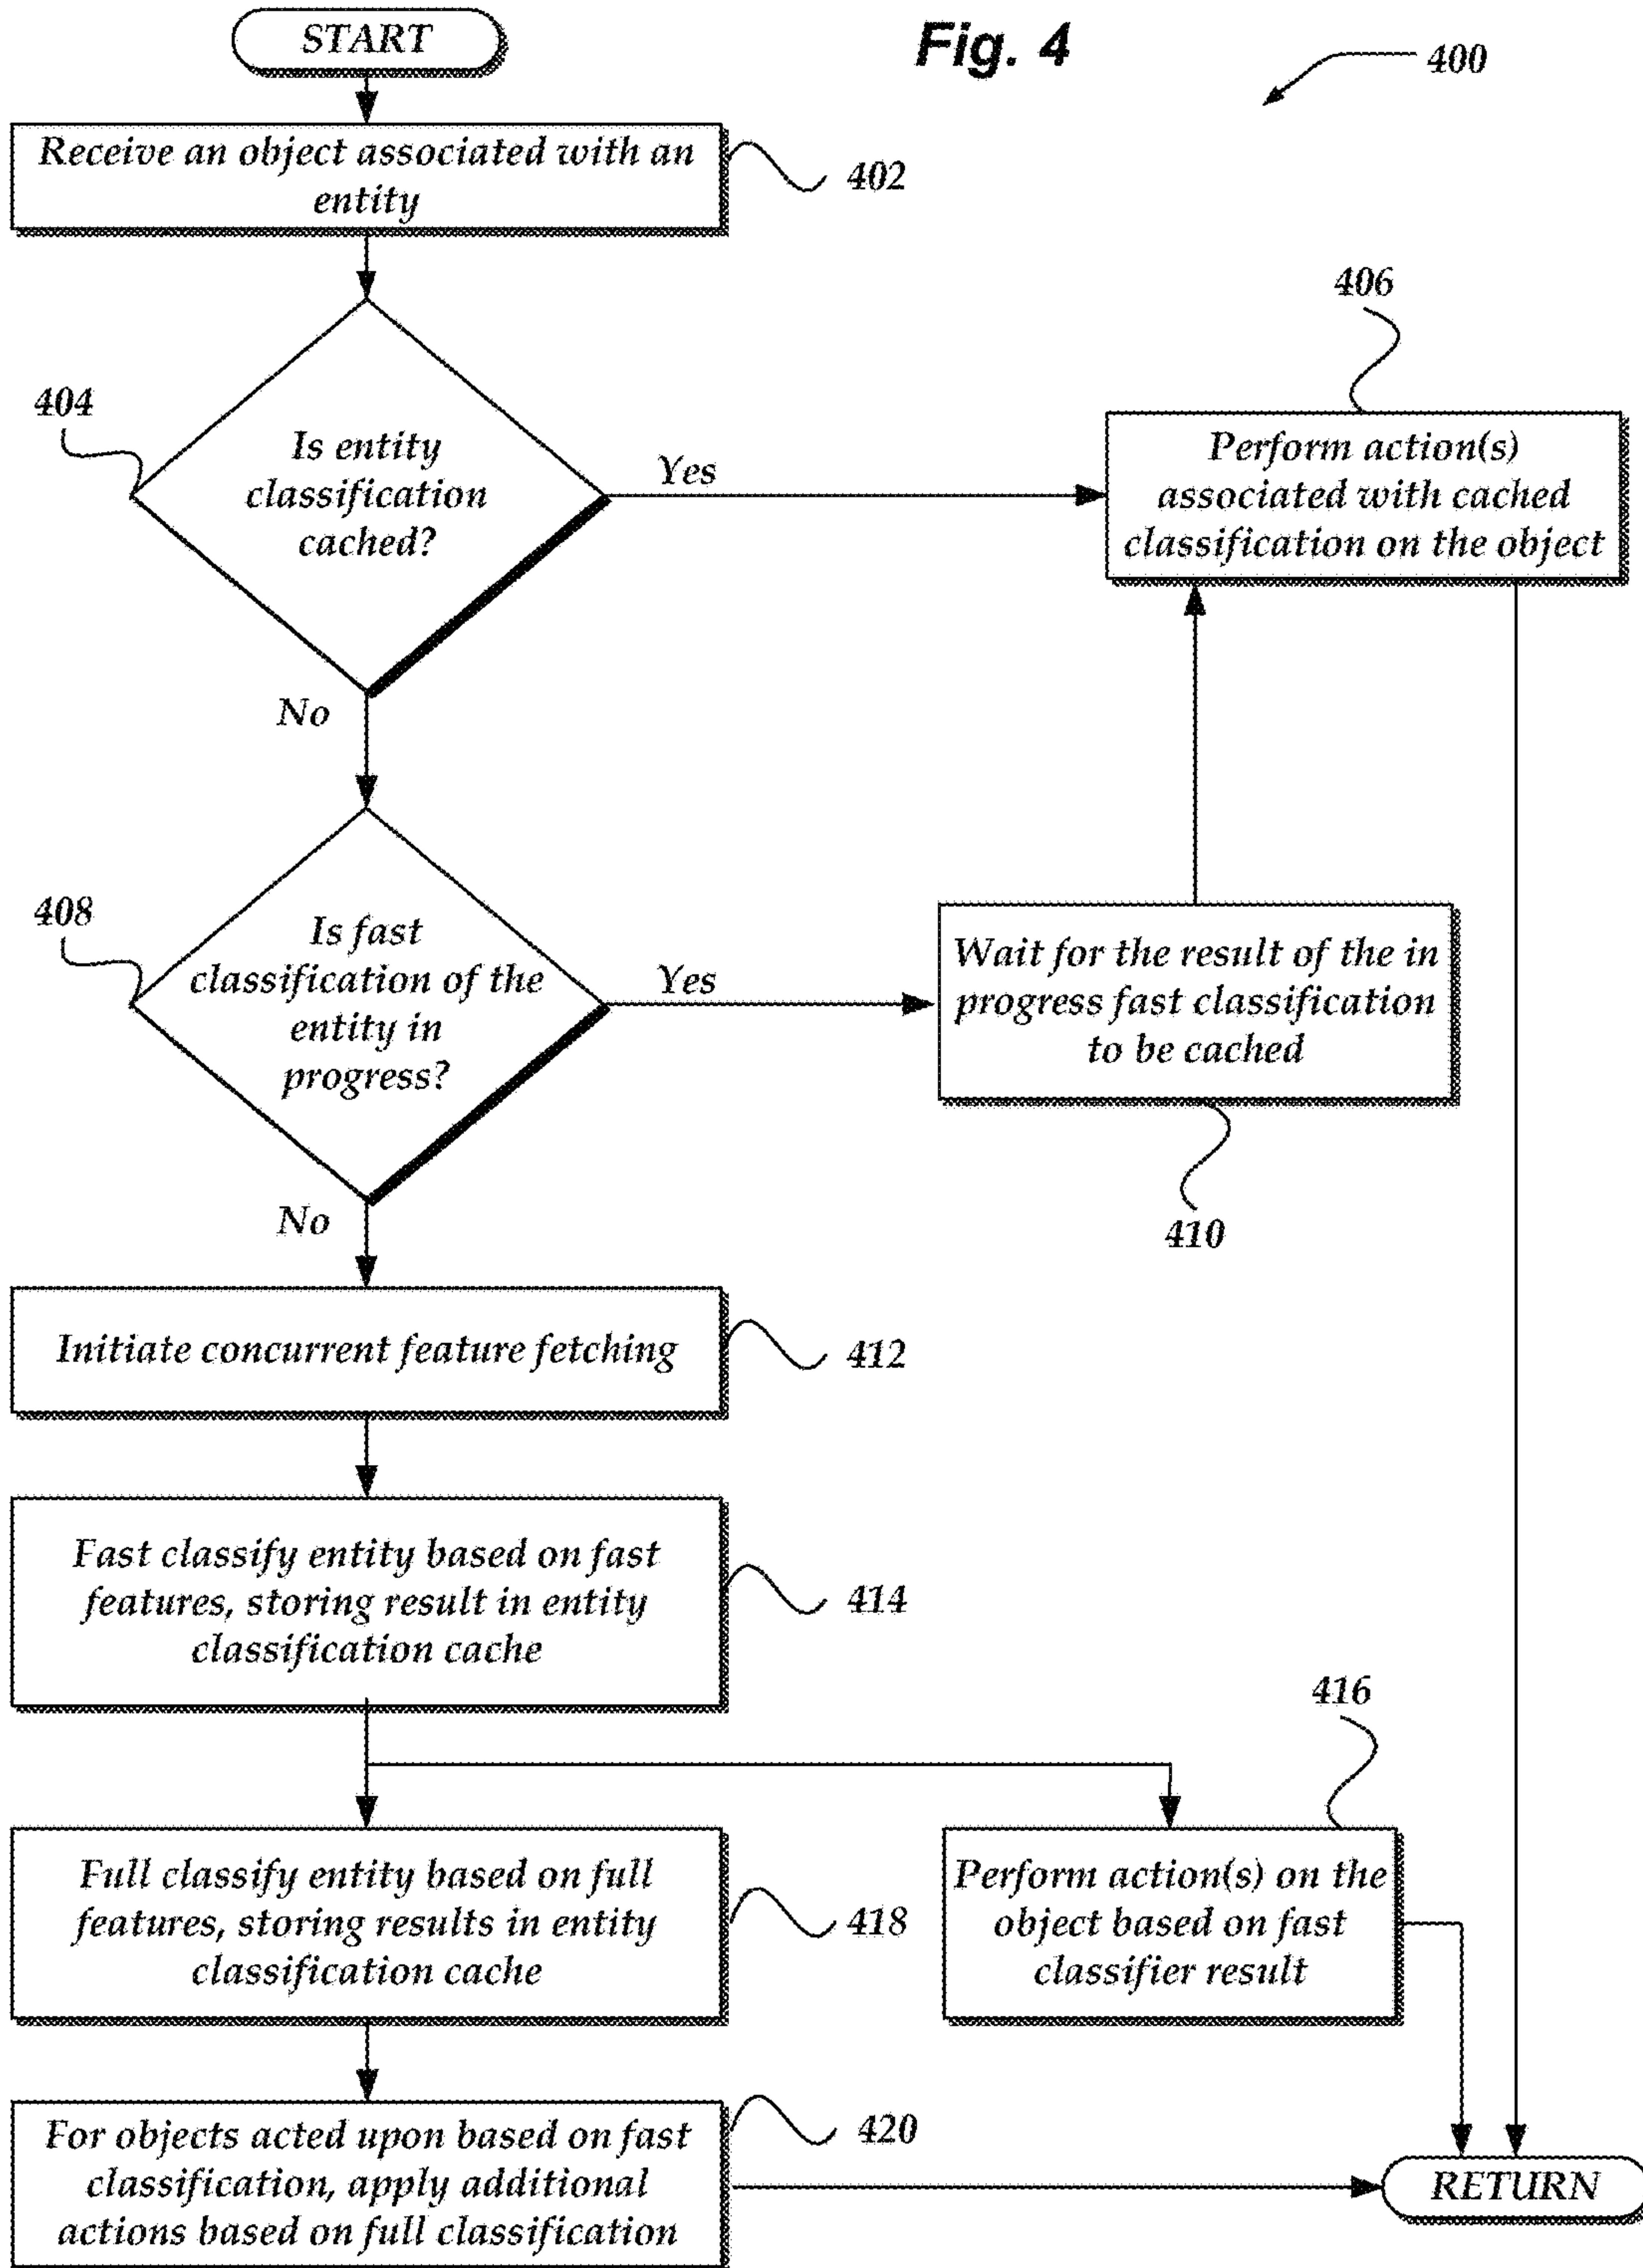 START
Fig. 4
400
Receive an object associated with an
entity
402
406
404
Is entity
classification
cached?
Yes
Perform action(s)
associated with cached
classification on the object
No
408
Is fast
classification of the
entity in
progress?
Yes
Wait for the result of the in
progress fast classification
to be cached
No
410
Initiate concurrent feature fetching
412
Fast classify entity based on fast
features, storing result in entity
classification cache
414
416
Full classify entity based on full
features, storing results in entity
classification cache
418
Perform action(s) on the
object based on fast
classifier result
For objects acted upon based on fast
classification, apply additional
actions based on full classification
420
RETURN